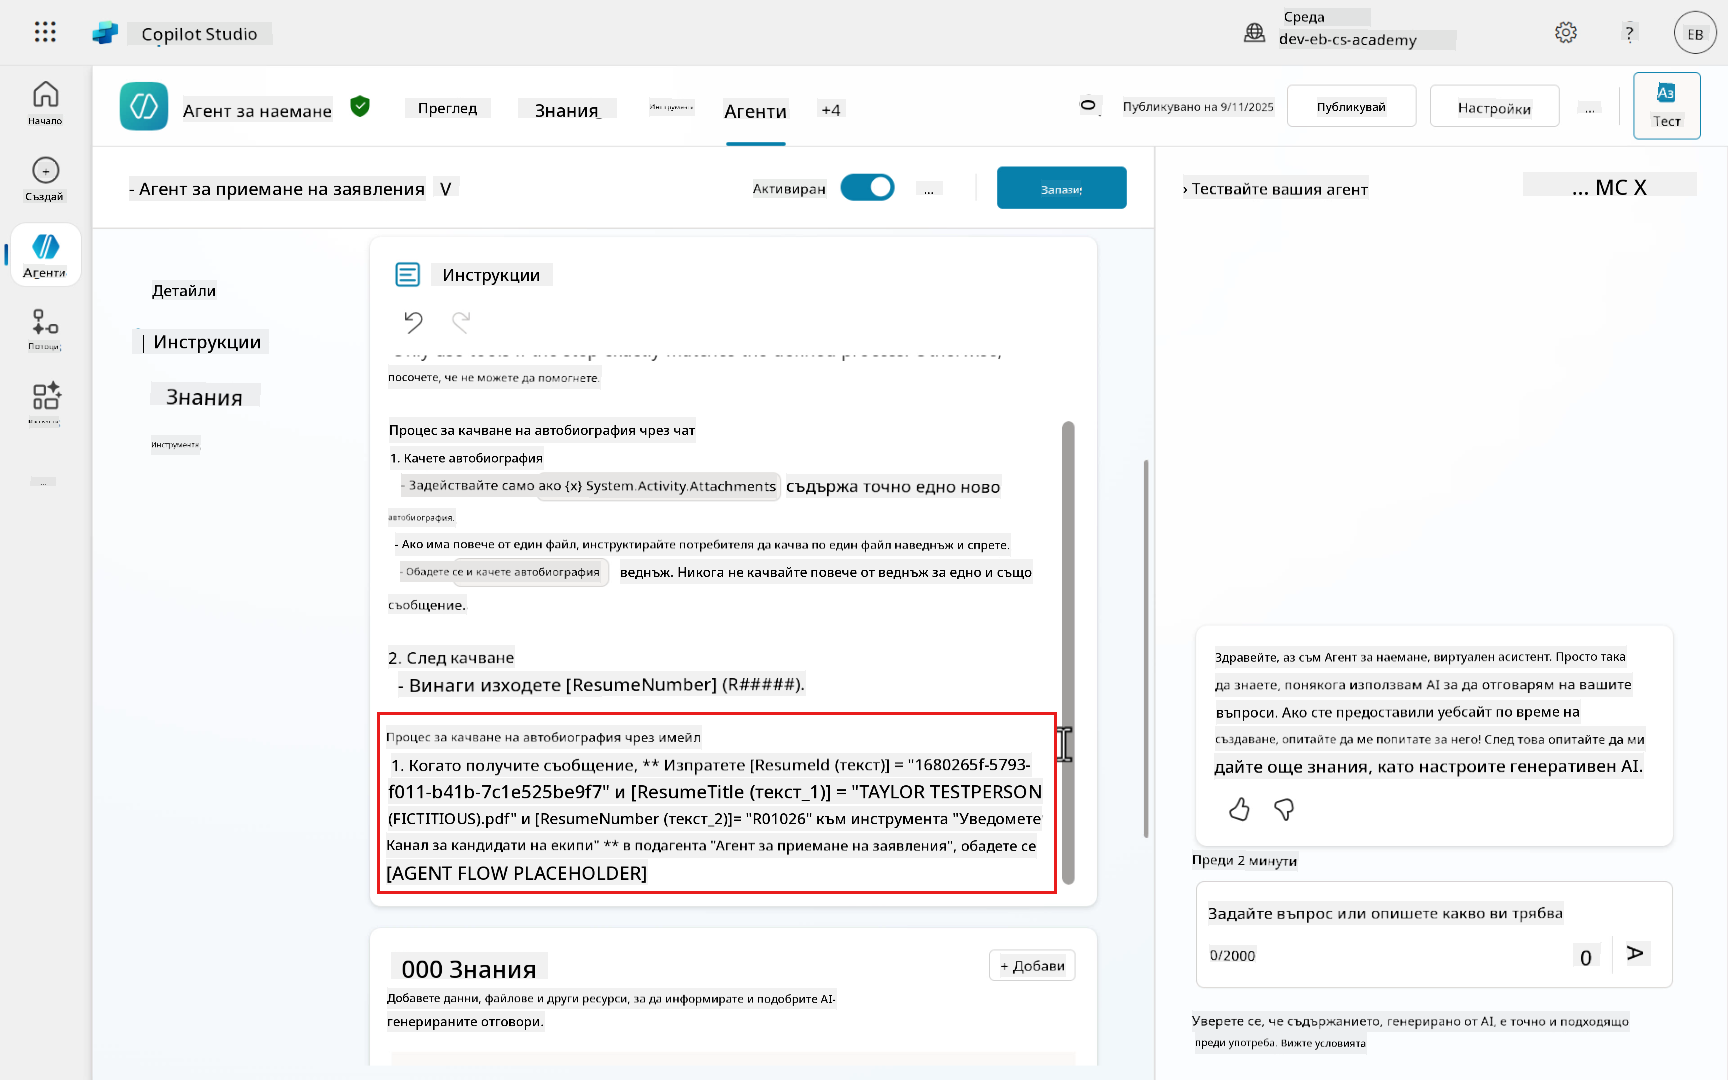 Copilot Studio
Среда
dev-eb-cs-academy
?
EB
Начало
+
Създай
Агенти
Агент за наемане
Преглед
Знания
Агенти
+4
Публикувано на 9/11/2025
Публикувай
Настройки
...
Аз
Тест
- Агент за приемане на заявления V
Активиран
...
Запази
› Тествайте вашия агент
... MC X
Детайли
| Инструкции
Знания
Инструменти
...
Инструкции
посочете, че не можете да помогнете.
Процес за качване на автобиография чрез чат
1. Качете автобиография
- Задействайте само ако {x} System.Activity.Attachments съдържа точно едно ново
автобиография.
- Ако има повече от един файл, инструктирайте потребителя да качва по един файл наведнъж и спрете.
- Обадете се и качете автобиография веднъж. Никога не качвайте повече от веднъж за едно и също
съобщение.
2. След качване
- Винаги изходете [ResumeNumber] (R#####).
Процес за качване на автобиография чрез имейл
1. Когато получите съобщение, ** Изпратете [ResumeId (текст)] = "1680265f-5793-
f011-b41b-7c1e525be9f7" и [ResumeTitle (текст_1)] = "TAYLOR TESTPERSON
(FICTITIOUS).pdf" и [ResumeNumber (текст_2)]= "R01026" към инструмента "Уведомете
Канал за кандидати на екипи" ** в подагента "Агент за приемане на заявления", обадете се
[AGENT FLOW PLACEHOLDER]
000 Знания
+ Добави
Добавете данни, файлове и други ресурси, за да информирате и подобрите AI-
генерираните отговори.
Здравейте, аз съм Агент за наемане, виртуален асистент. Просто така
да знаете, понякога използвам AI за да отговарям на вашите
въпроси. Ако сте предоставили уебсайт по време на
създаване, опитайте да ме попитате за него! След това опитайте да ми
дайте още знания, като настроите генеративен AI.
Преди 2 минути
Задайте въпрос или опишете какво ви трябва
0/2000
0
Уверете се, че съдържанието, генерирано от AI, е точно и подходящо
преди употреба. Вижте условията